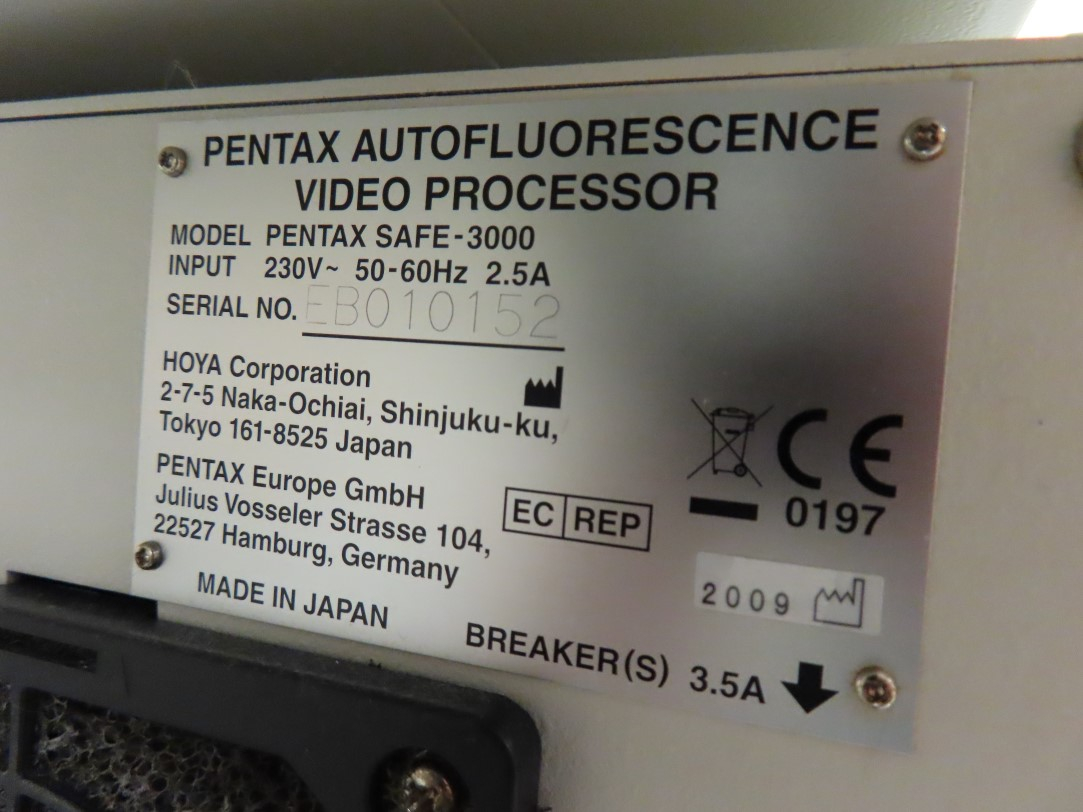 PENTAX AUTOFLUORESCENCE
VIDEO PROCESSOR
MODEL PENTAX SAFE-3000
INPUT 230V~ 50-60Hz 2.5A
SERIAL NO. EB010152
HOYA Corporation
2-7-5 Naka-Ochiai, Shinjuku-ku,
Tokyo 161-8525 Japan
PENTAX Europe GmbH
Julius Vosseler Strasse 104,
22527 Hamburg, Germany
EC REP
CE
0197
2009
MADE IN JAPAN
BREAKER(S) 3.5A